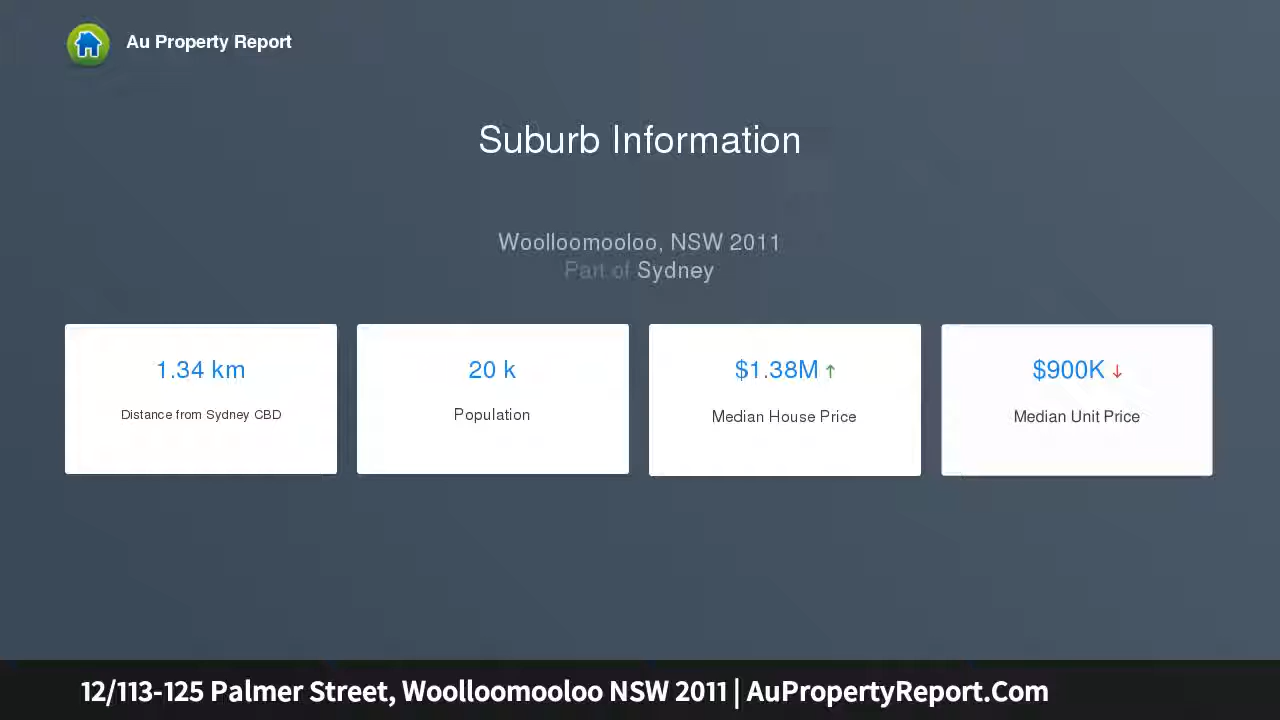 Au Property Report
Suburb Information
Woolloomooloo, NSW 2011
Part of Sydney
1.34 km
Distance from Sydney CBD
20 k
Population
$1.38M ↑
Median House Price
$900K ↓
Median Unit Price
12/113-125 Palmer Street, Woolloomooloo NSW 2011 | AuPropertyReport.Com